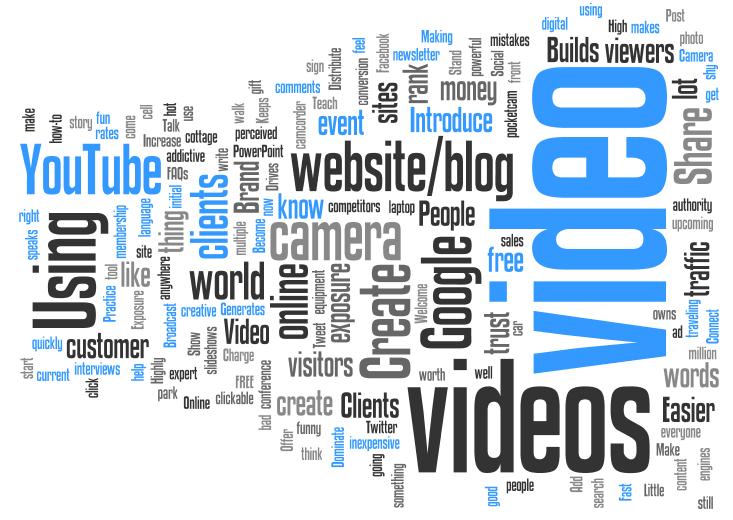 using
Post
digital
High
makes
photo
Making
mistakes
Builds
viewers
Camera
feel
Facebook
newsletter
Stand
powerful
Social
front
shy
get
sign
Distribute
conversion
rank
money
lot
gift
comments
sites
Keeps
camcorder
Teach
pocketcam
make
how-to
story
fun
rates
come
cell
hot
Talk
use
walk
event
Introduce
Share
video
Increase
cottage
perceived
addictive
write
PowerPoint
YouTube
FAQs
Brand
Drives
website/blog
initial
clients
right
membership
language
thing
multiple
now
know
competitors
laptop
People
authority
upcoming
speaks
Using
site
Become
camera
sales
free
traffic
tool
like
anywhere
world
online
equipment
exposure
Create
Google
Practice
Exposure
creative
Generates
Tweet
Welcome
trust
car
owns
ad
traveling
Connect
Broadcast
Video
quickly
customer
Show
slideshows
Charge
visitors
million
start
current
interviews
help
Highly
expert
FREE
conference
worth
well
words
click
park
Online
clickable
bad
create
Clients
videos
Easier
Offer
funny
Twitter
everyone
think
Dominate
inexpensive
Make
going
something
content
engines
good
people
Add
search
Fast
Little
still